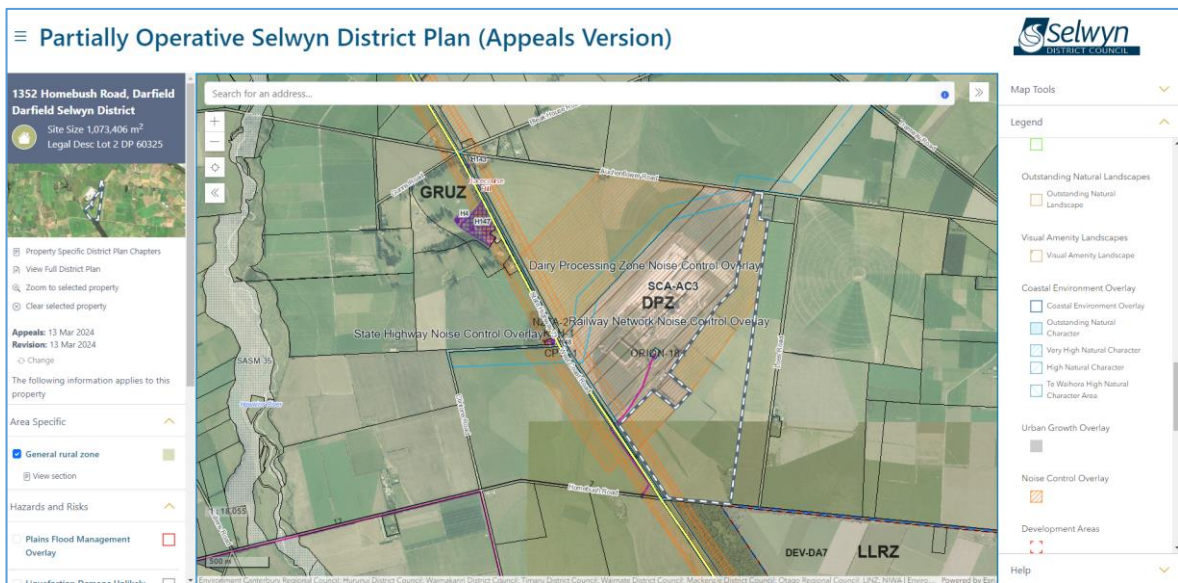 Partially Operative Selwyn District Plan (Appeals Version)
Selwyn
DISTRICT COUNCIL
1352 Homebush Road, Darfield
Darfield Selwyn District
Site Size 1,073,406 m²
Legal Desc Lot 2 DP 60325
Property Specific District Plan Chapters
View Full District Plan
Zoom to selected property
Clear selected property
Appeals: 13 Mar 2024
Revision: 13 Mar 2024
Change
The following information applies to this
property
Area Specific
General rural zone
View section
Hazards and Risks
Plains Flood Management
Overlay
Search for an address...
GRUZ
H4
H147
Auchenflower Road
Dairy Processing Zone Noise Control Overlay
SCA-AC3
DPZ
Railway Network Noise Control Overlay
State Highway Noise Control Overlay
SASM-35
Homebush Road
DEV-DA7
LLRZ
500 m
Powered by Esri
Map Tools
Legend
Outstanding Natural Landscapes
Outstanding Natural
Landscape
Visual Amenity Landscapes
Visual Amenity Landscape
Coastal Environment Overlay
Coastal Environment Overlay
Outstanding Natural
Character
Very High Natural Character
High Natural Character
Te Waihora High Natural
Character Area
Urban Growth Overlay
Noise Control Overlay
Development Areas
Help